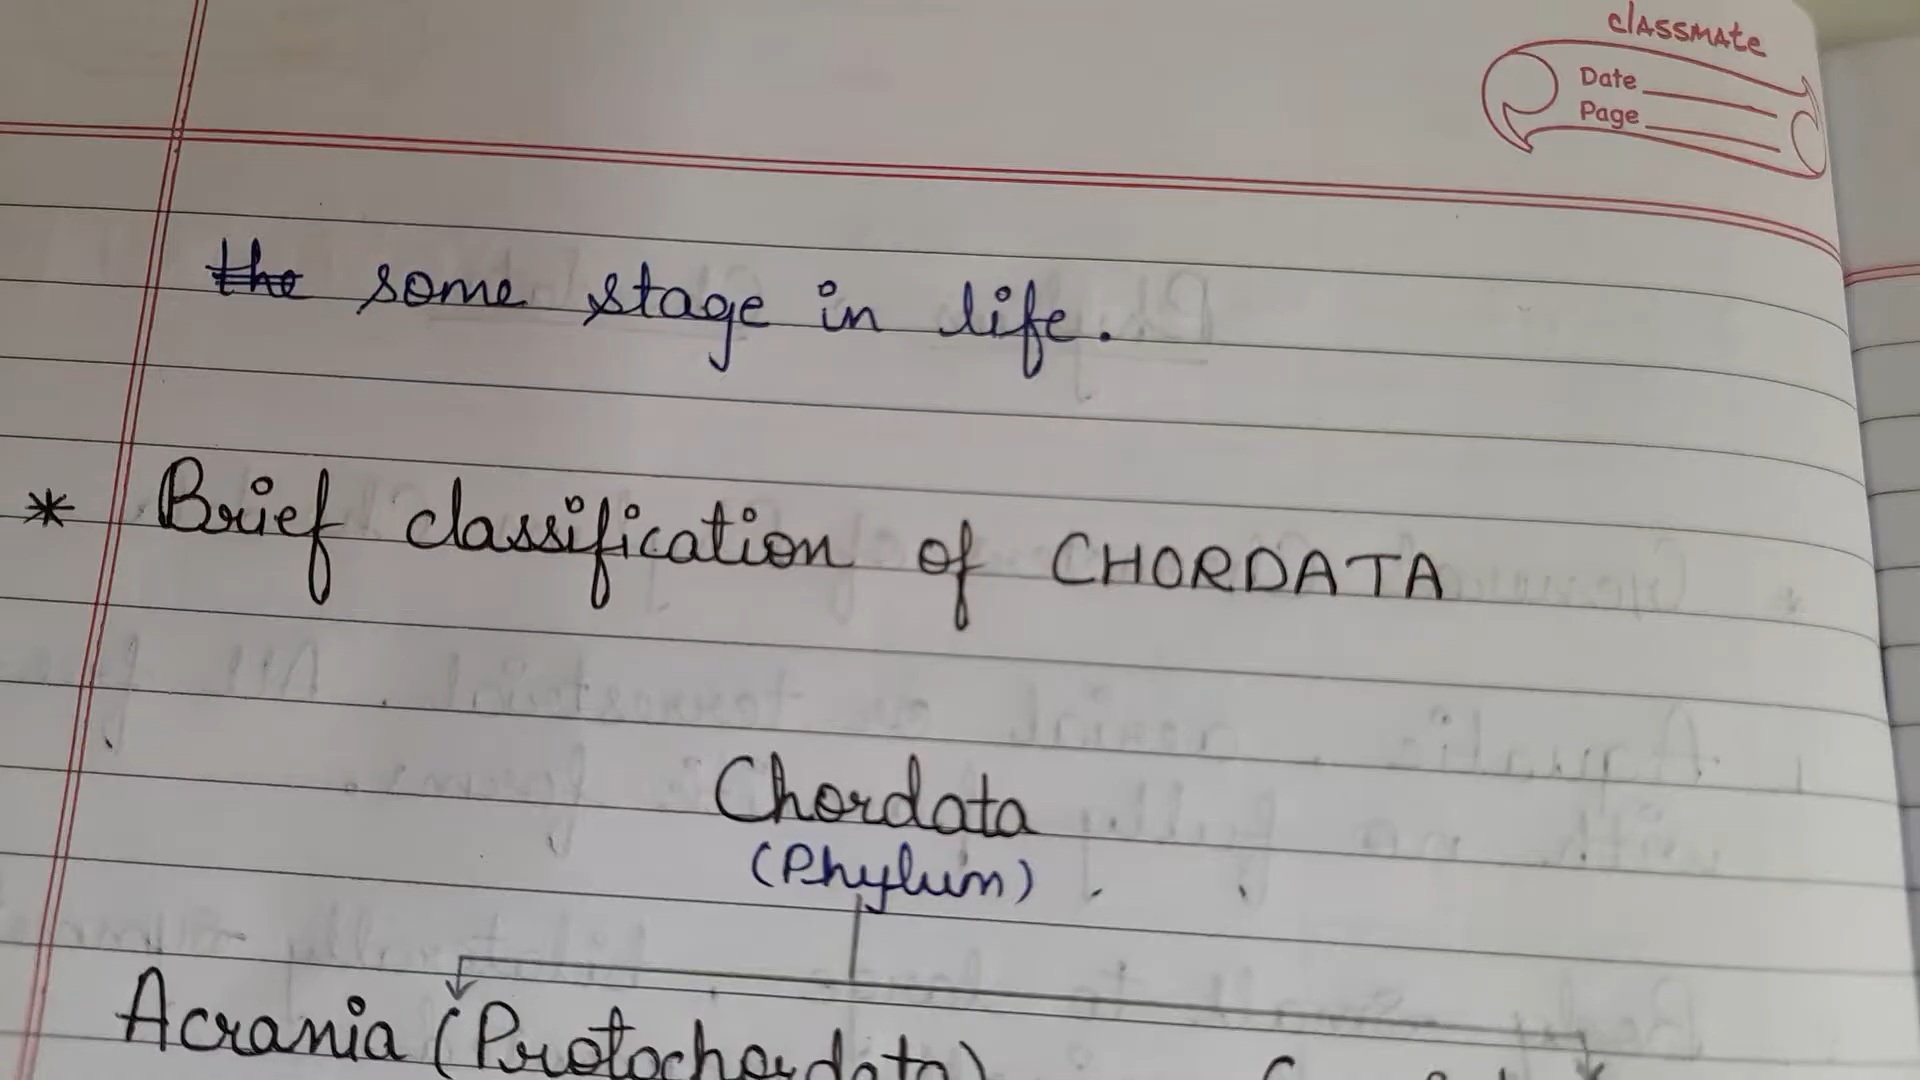 classmate
Date
Page
the some stage in life.
* Brief classification of CHORDATA
Chordata
(Phylum)
Acrania (Protochordata)